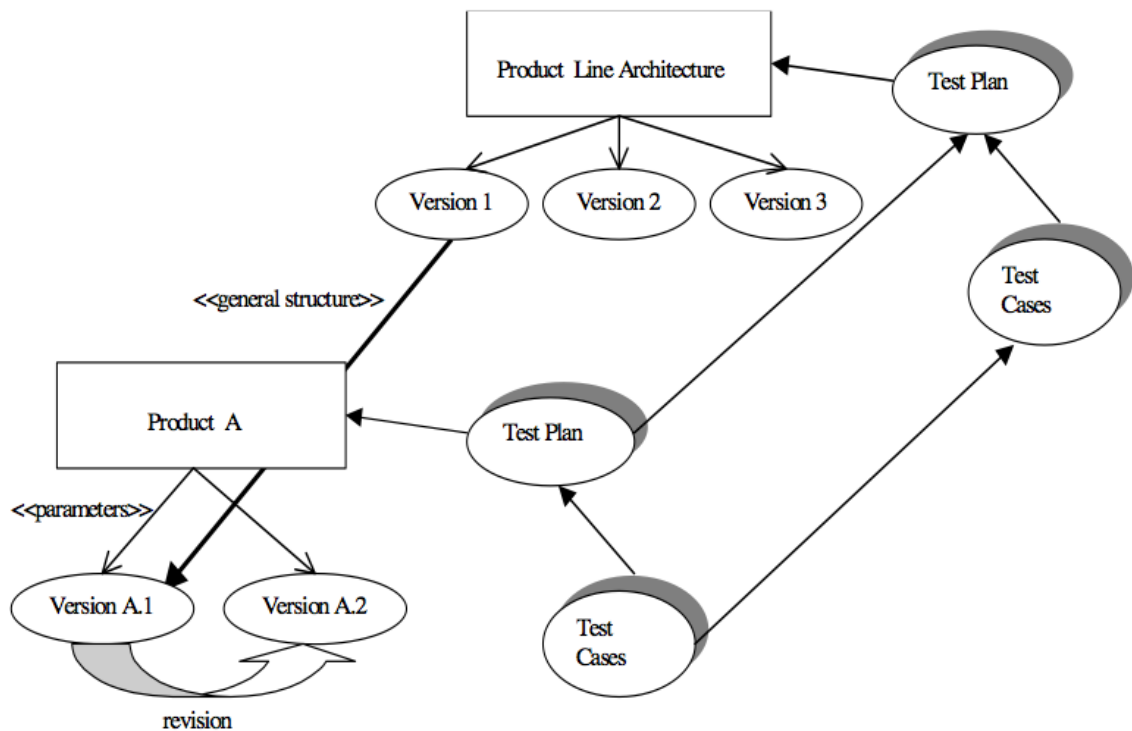 Product Line Architecture
Test Plan
Version 1
Version 2
Version 3
<<general structure>>
Test
Cases
Product A
Test Plan
<<parameters>>
Version A.1
Version A.2
Test
Cases
revision